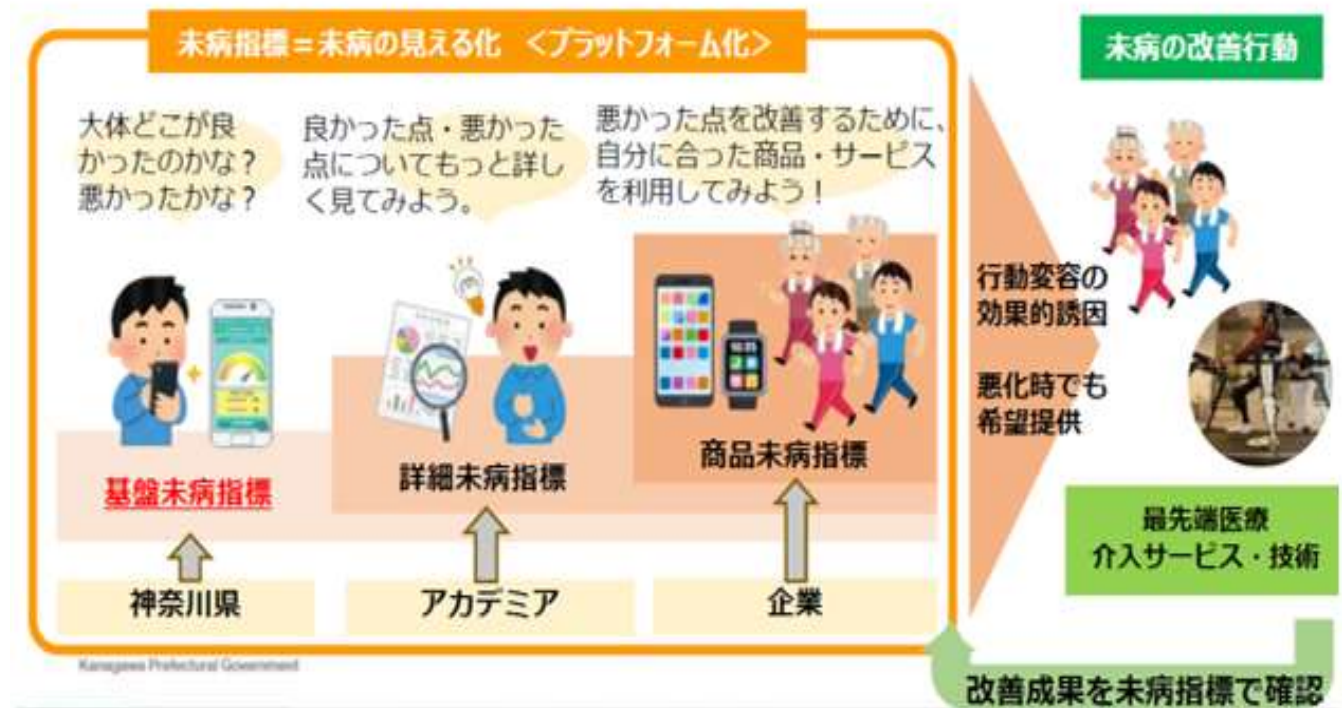 未病指標＝未病の見える化 ＜プラットフォーム化＞
大体どこが良
かったのかな？
悪かったかな？
良かった点・悪かった
点についてもっと詳し
く見てみよう。
悪かった点を改善するために、
自分に合った商品・サービス
を利用してみよう！
基盤未病指標
詳細未病指標
商品未病指標
神奈川県
アカデミア
企業
Kanagawa Prefectural Government
未病の改善行動
行動変容の
効果的誘因
悪化時でも
希望提供
最先端医療
介入サービス・技術
改善成果を未病指標で確認